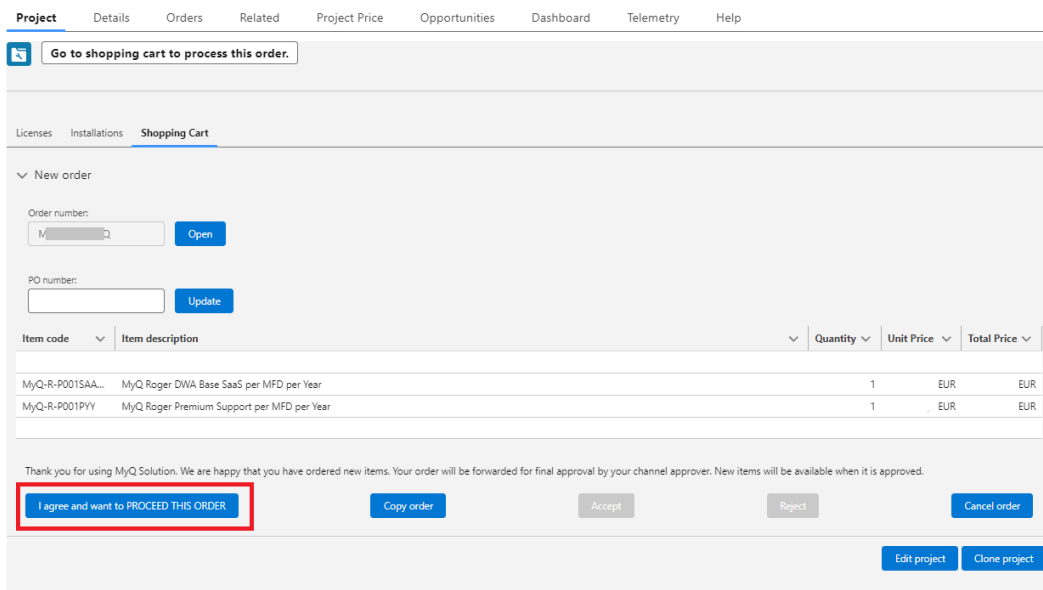 Project Details Orders Related Project Price Opportunities Dashboard Telemetry Help
Go to shopping cart to process this order.
Licenses Installations Shopping Cart
New order
Order number:
M Q Open
PO number:
Update
Item code Item description Quantity Unit Price Total Price
MyQ-R-P001SAA... MyQ Roger DWA Base SaaS per MFD per Year 1 EUR EUR
MyQ-R-P001PYY MyQ Roger Premium Support per MFD per Year 1 EUR EUR
Thank you for using MyQ Solution. We are happy that you have ordered new items. Your order will be forwarded for final approval by your channel approver. New items will be available when it is approved.
I agree and want to PROCEED THIS ORDER Copy order Accept Reject Cancel order
Edit project Clone project